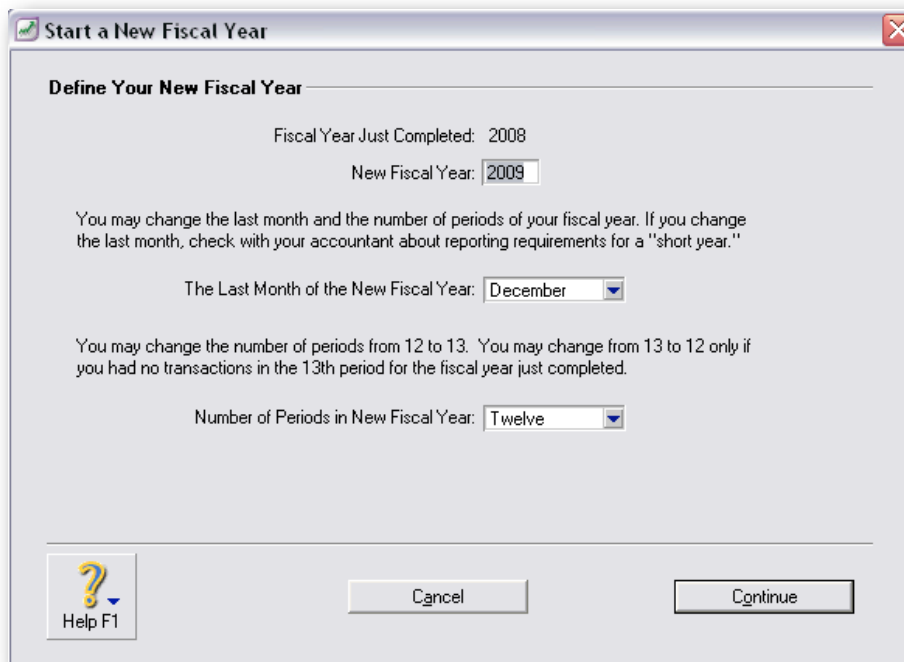 Start a New Fiscal Year
Define Your New Fiscal Year
Fiscal Year Just Completed: 2008
New Fiscal Year: 2009
You may change the last month and the number of periods of your fiscal year. If you change
the last month, check with your accountant about reporting requirements for a "short year."
The Last Month of the New Fiscal Year: December
You may change the number of periods from 12 to 13. You may change from 13 to 12 only if
you had no transactions in the 13th period for the fiscal year just completed.
Number of Periods in New Fiscal Year: Twelve
Help F1
Cancel
Continue